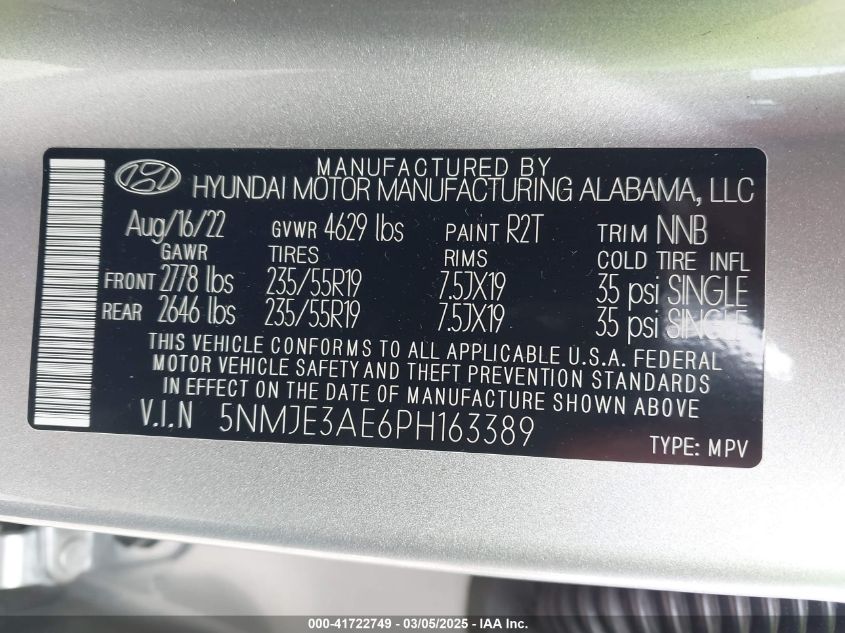 MANUFACTURED BY
HYUNDAI MOTOR MANUFACTURING ALABAMA, LLC
Aug/16/22 GVWR 4629 lbs PAINT R2T TRIM NNB
GAWR TIRES RIMS COLD TIRE INFL
FRONT 2778 lbs 235/55R19 7.5JX19 35 psi SINGLE
REAR 2646 lbs 235/55R19 7.5JX19 35 psi SINGLE
THIS VEHICLE CONFORMS TO ALL APPLICABLE U.S.A. FEDERAL
MOTOR VEHICLE SAFETY AND THEFT PREVENTION STANDARDS
IN EFFECT ON THE DATE OF MANUFACTURE SHOWN ABOVE.
V.I.N 5NMJE3AE6PH163389
TYPE: MPV
000-41722749 - 03/05/2025 - IAA Inc.